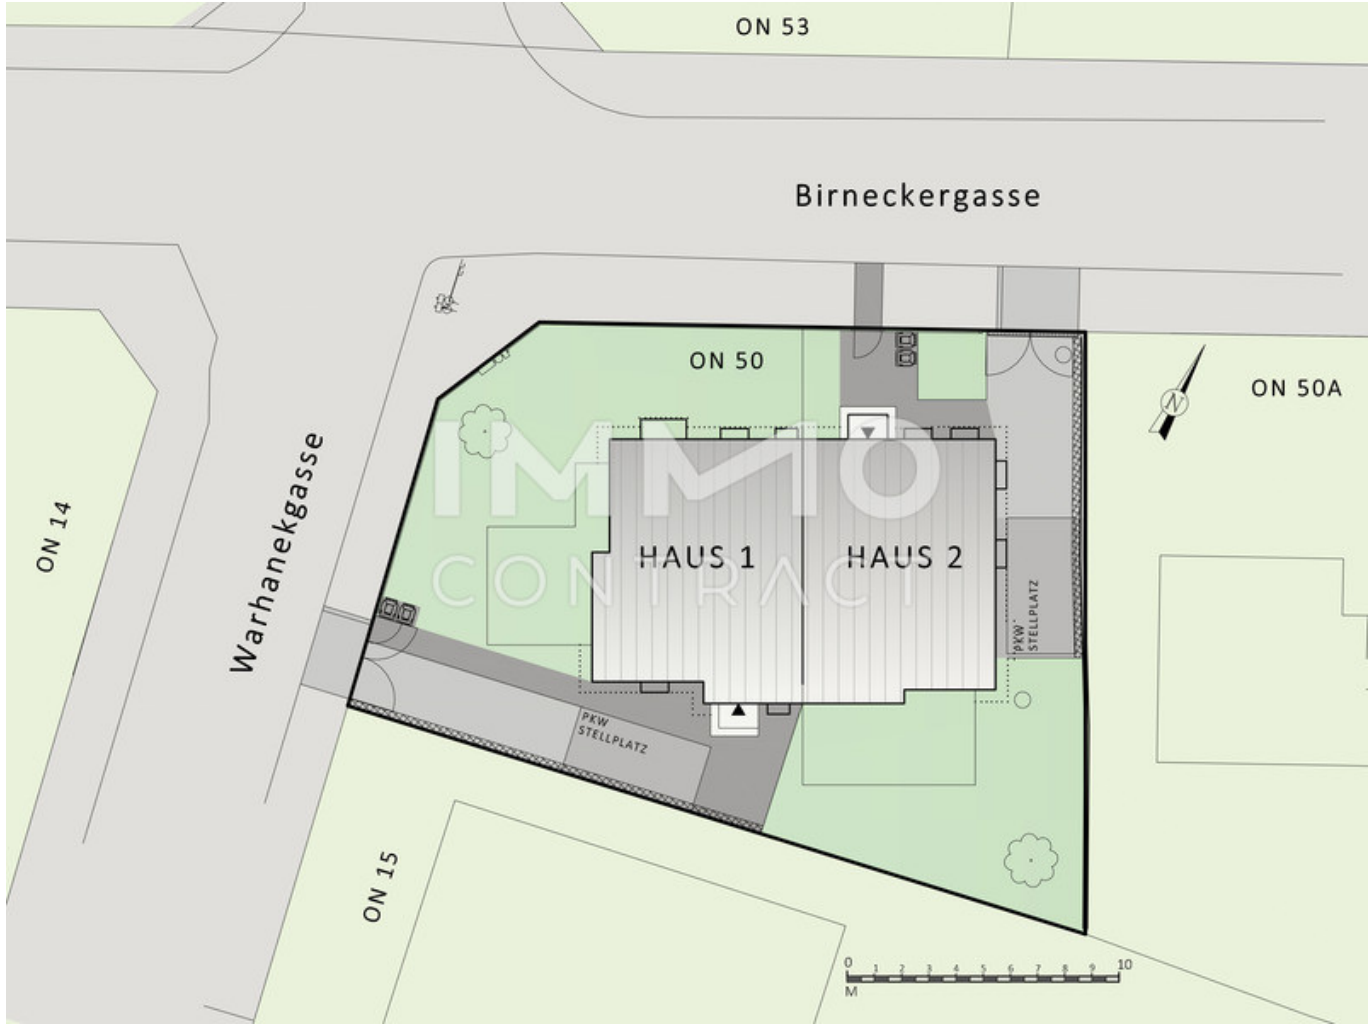 ON 53
Birneckergasse
ON 50
ON 50A
N
IMMO
CONTRACT
HAUS 1
HAUS 2
Warhanekgasse
ON 14
PKW
STELLPLATZ
PKW
STELLPLATZ
ON 15
0 1 2 3 4 5 6 7 8 9 10
M